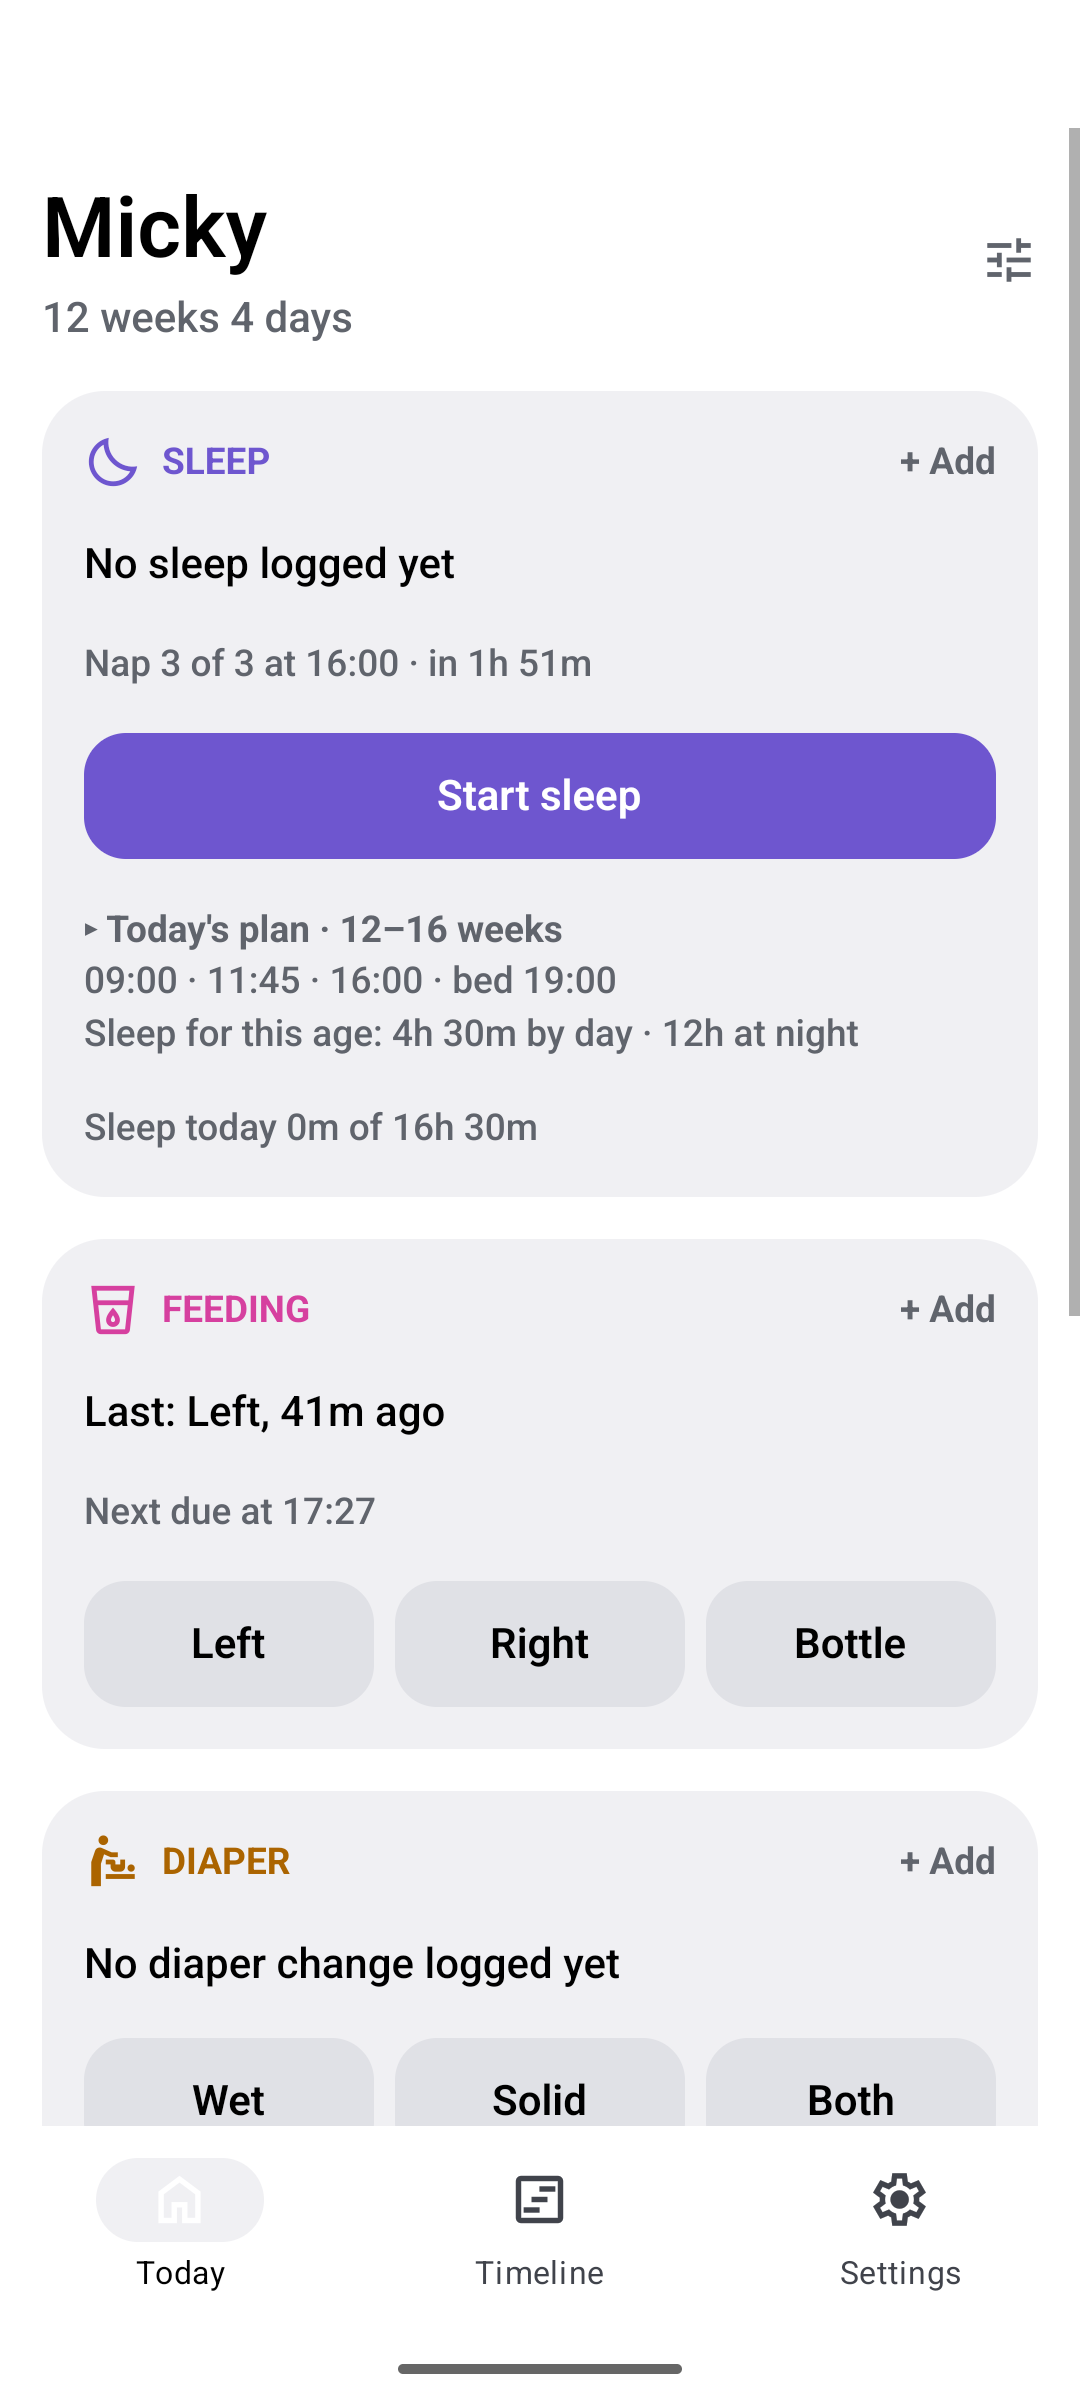 Micky
12 weeks 4 days
SLEEP
+ Add
No sleep logged yet
Nap 3 of 3 at 16:00 · in 1h 51m
Start sleep
▸ Today's plan · 12–16 weeks
09:00 · 11:45 · 16:00 · bed 19:00
Sleep for this age: 4h 30m by day · 12h at night
Sleep today 0m of 16h 30m
FEEDING
+ Add
Last: Left, 41m ago
Next due at 17:27
Left
Right
Bottle
DIAPER
+ Add
No diaper change logged yet
Wet
Solid
Both
Today
Timeline
Settings